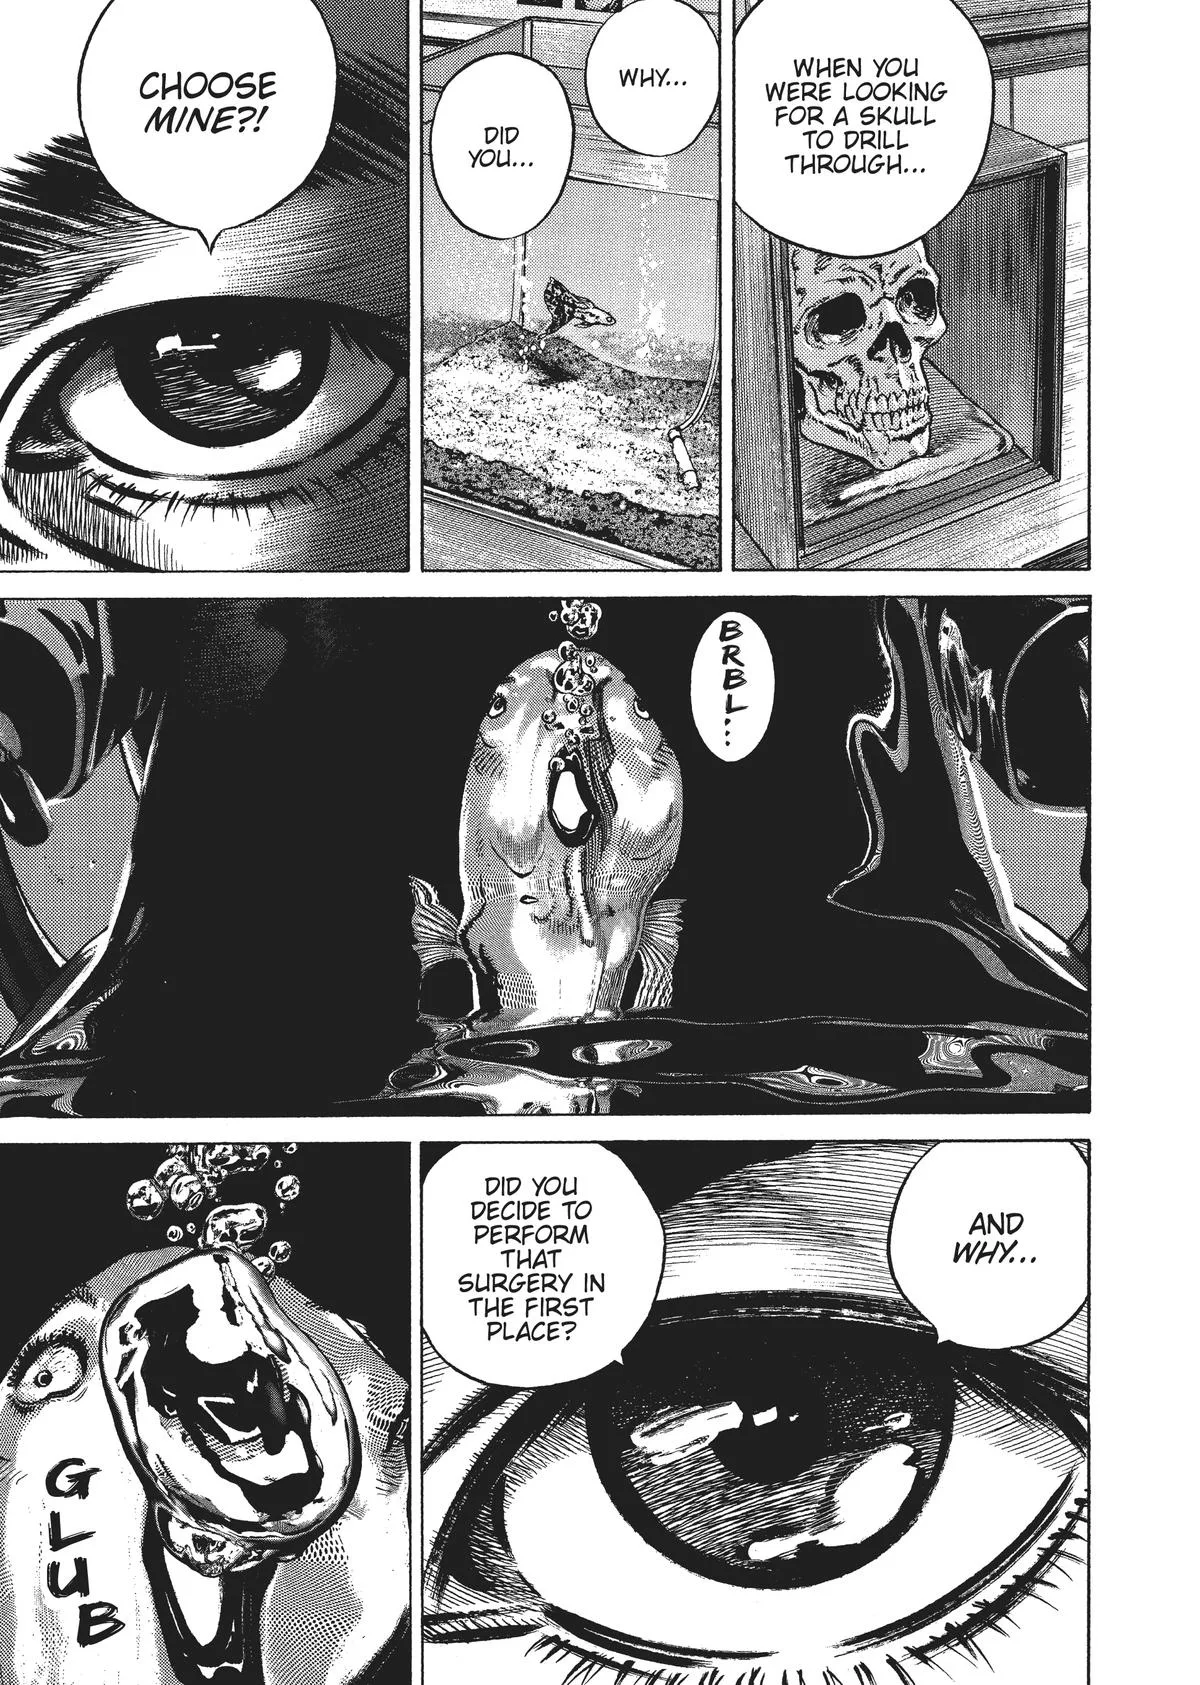 WHEN YOU
WERE LOOKING
FOR A SKULL
TO DRILL
THROUGH...
WHY...
DID
YOU...
CHOOSE
MINE?!
BRBL...
AND
WHY...
DID YOU
DECIDE TO
PERFORM
THAT
SURGERY IN
THE FIRST
PLACE?
GLUB